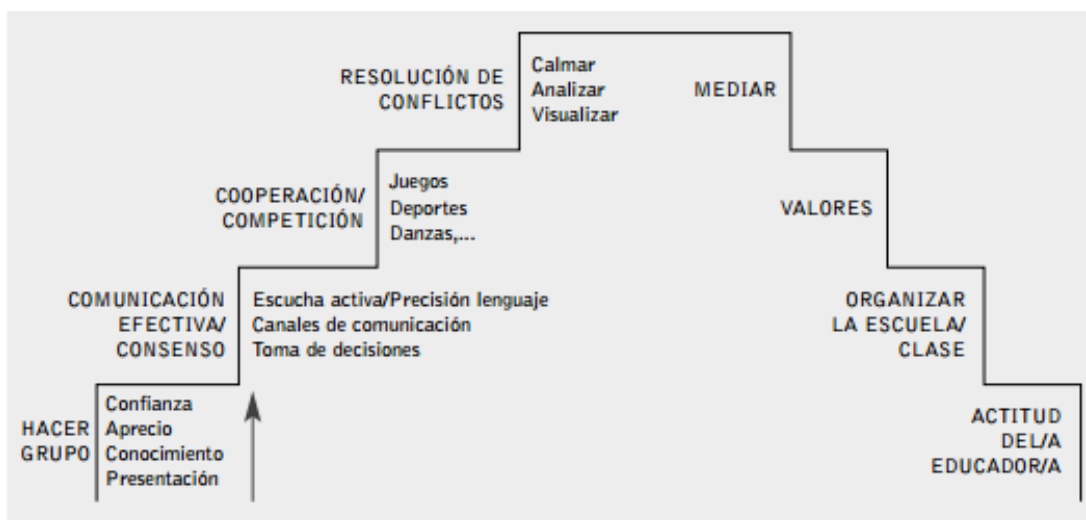 RESOLUCIÓN DE
CONFLICTOS
Calmar
Analizar
Visualizar
MEDIAR
COOPERACIÓN/
COMPETICIÓN
Juegos
Deportes
Danzas,...
VALORES
COMUNICACIÓN
EFECTIVA/
CONSENSO
Escucha activa/Precisión lenguaje
Canales de comunicación
Toma de decisiones
ORGANIZAR
LA ESCUELA/
CLASE
HACER
GRUPO
Confianza
Aprecio
Conocimiento
Presentación
ACTITUD
DEL/A
EDUCADOR/A